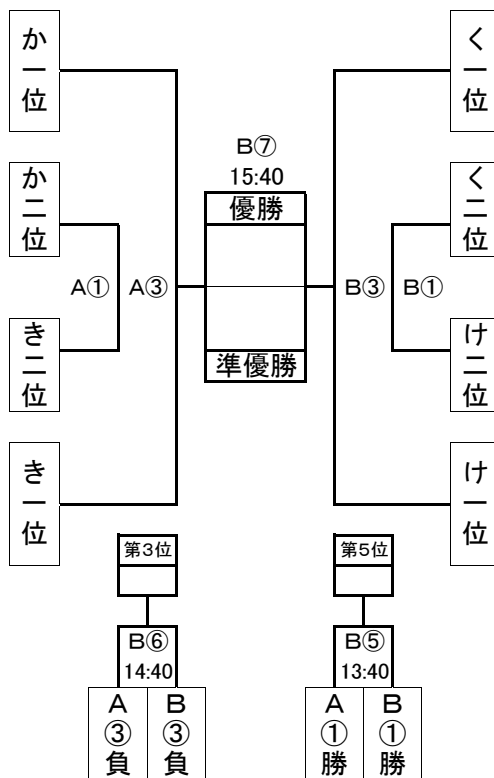 か一位
く一位
B⑦
15:40
優勝
か二位
く二位
A①
A③
B③
B①
準優勝
き二位
け二位
き一位
け一位
第3位
第5位
B⑥
14:40
B⑤
13:40
A③負
B③負
A①勝
B①勝